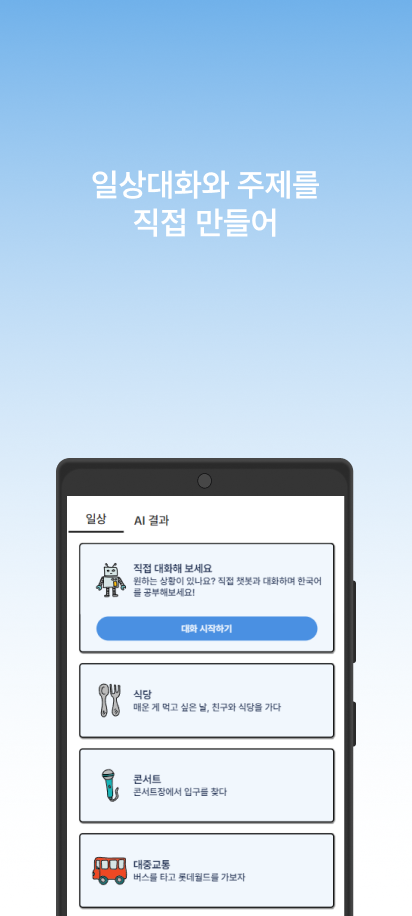 일상대화와 주제를
직접 만들어
일상
AI 결과
직접 대화해 보세요
원하는 상황이 있나요? 직접 챗봇과 대화하며 한국어
를 공부해보세요!
대화 시작하기
식당
매운 게 먹고 싶은 날, 친구와 식당을 가다
콘서트
콘서트장에서 입구를 찾다
대중교통
버스를 타고 롯데월드를 가보자